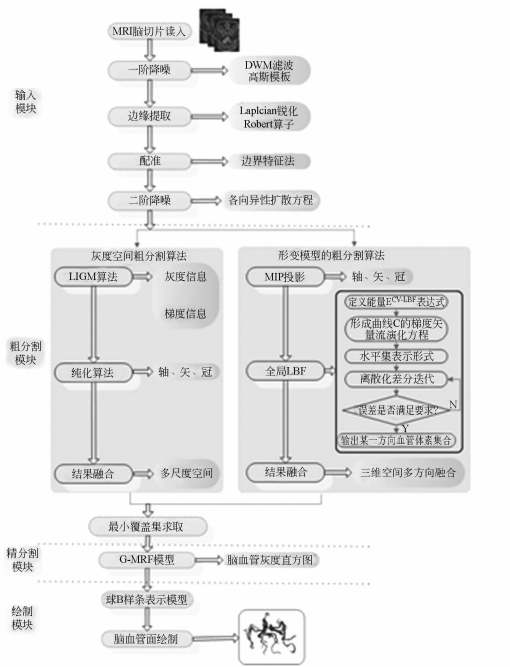 MRI脑切片读入
一阶降噪
DWM滤波
高斯模板
输入
模块
边缘提取
Laplcian锐化
Robert算子
配准
边界特征法
二阶降噪
各向异性扩散方程
灰度空间粗分割算法
LIGM算法
灰度信息
梯度信息
粗分割
模块
纯化算法
轴、矢、冠
结果融合
多尺度空间
形变模型的粗分割算法
MIP投影
轴、矢、冠
定义能量E^CV-LBF表达式
形成曲线C的梯度矢
量流演化方程
水平集表示形式
全局LBF
离散化差分迭代
N
误差是否满足要求?
Y
输出某一方向血管体素集合
结果融合
三维空间多方向融合
最小覆盖集求取
精分割
模块
G-MRF模型
脑血管灰度直方图
绘制
模块
球B样条表示模型
脑血管面绘制